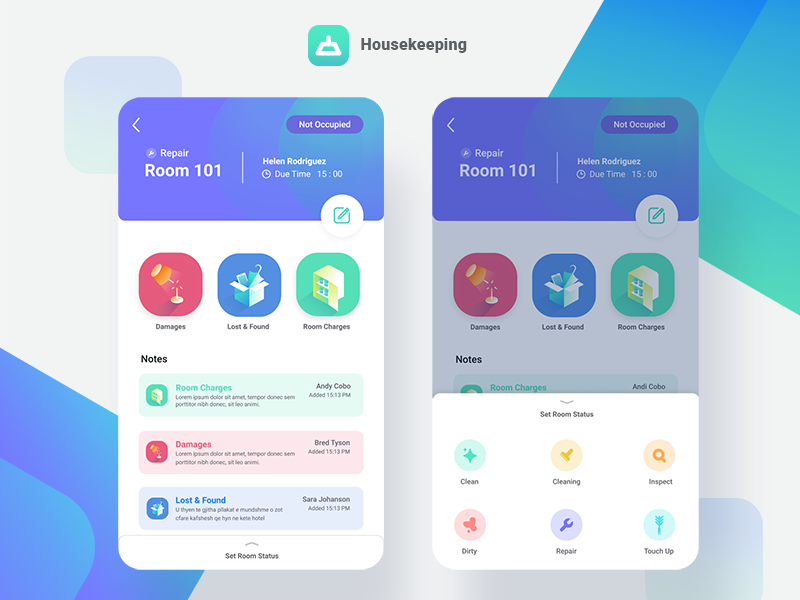 Housekeeping
Not Occupied
Repair
Room 101
Helen Rodriguez
Due Time 15 : 00
Damages
Lost & Found
Room Charges
Notes
Room Charges
Andy Cobo
Lorem ipsum dolor sit amet, tempor donec sem
porttitor nibh donec, sit leo animi.
Added 15:13 PM
Damages
Bred Tyson
Lorem ipsum dolor sit amet, tempor donec sem
porttitor nibh donec, sit leo animi.
Added 15:13 PM
Lost & Found
Sara Johanson
U thyen te gjitha pllakat e mundshme o zot
cfare kafshesh qe hyn ne kete hotel
Added 15:13 PM
Set Room Status
Not Occupied
Repair
Room 101
Helen Rodriguez
Due Time 15 : 00
Damages
Lost & Found
Room Charges
Notes
Room Charges
Andi Cobo
Set Room Status
Clean
Cleaning
Inspect
Dirty
Repair
Touch Up